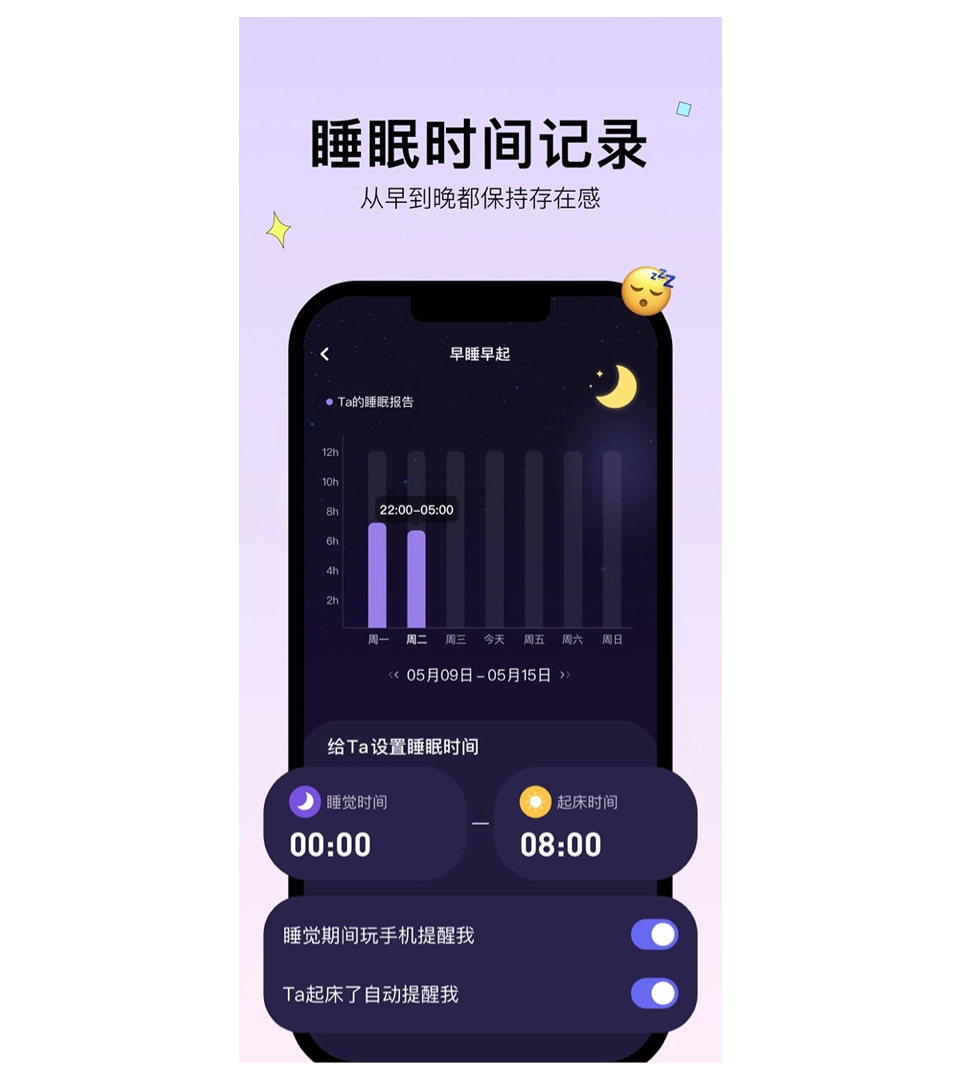 睡眠时间记录
从早到晚都保持存在感
早睡早起
Ta的睡眠报告
12h
10h
8h
22:00-05:00
6h
4h
2h
周一 周二 周三 今天 周五 周六 周日
05月09日-05月15日
给Ta设置睡眠时间
睡觉时间 起床时间
00:00 — 08:00
睡觉期间玩手机提醒我
Ta起床了自动提醒我